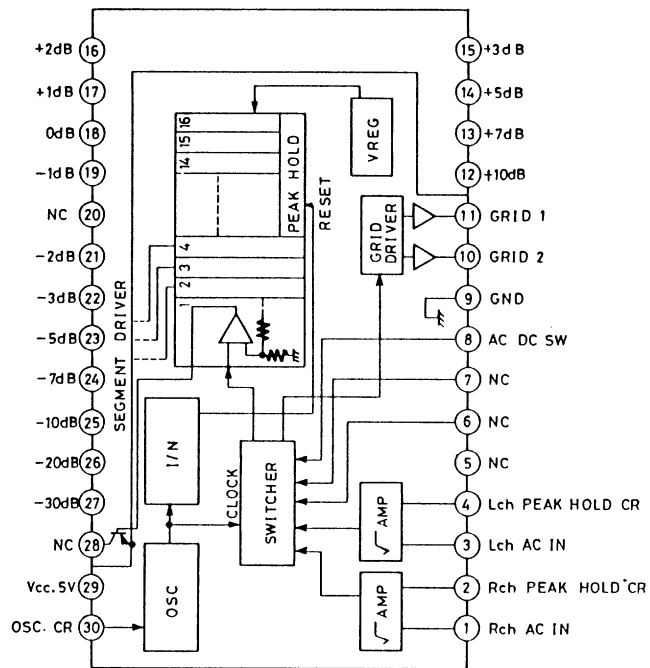 +2dB 16
15 +3dB
+1dB 17
14 +5dB
0dB 18
13 +7dB
-1dB 19
12 +10dB
NC 20
11 GRID 1
-2dB 21
10 GRID 2
-3dB 22
9 GND
-5dB 23
8 AC DC SW
-7dB 24
7 NC
-10dB 25
6 NC
-20dB 26
5 NC
-30dB 27
4 Lch PEAK HOLD CR
NC 28
3 Lch AC IN
Vcc. 5V 29
2 Rch PEAK HOLD CR
OSC. CR 30
1 Rch AC IN
SEGMENT DRIVER
16
15
14
4
3
2
1
PEAK HOLD
RESET
VREG
GRID DRIVER
I/N
CLOCK
SWITCHER
OSC
√AMP
√AMP